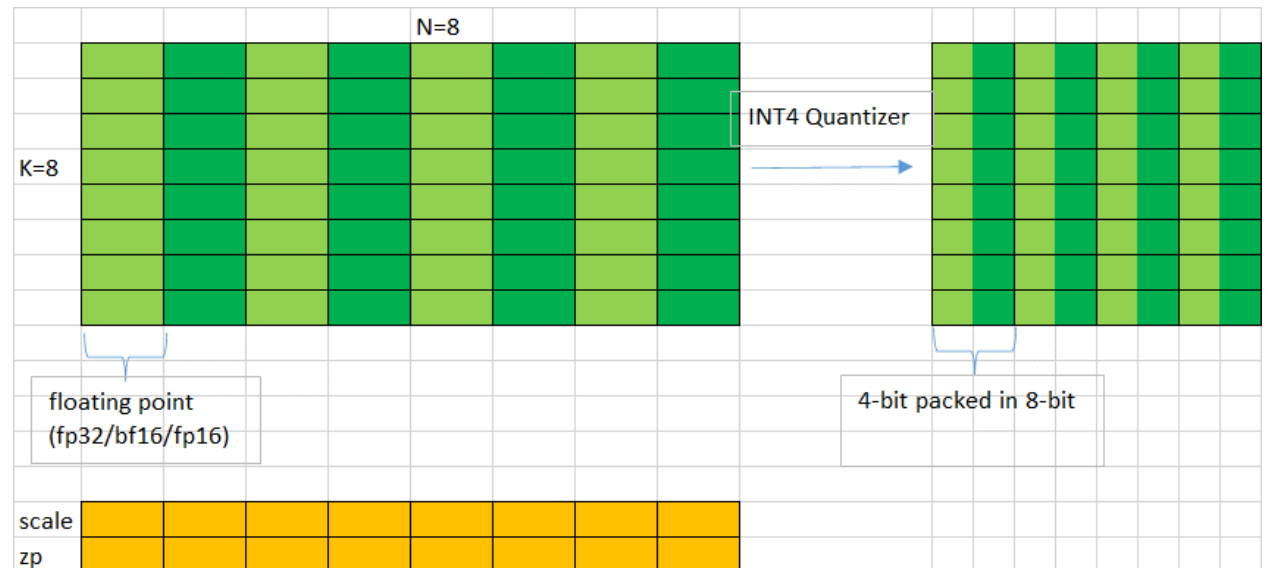 N=8
INT4 Quantizer
K=8
floating point
(fp32/bf16/fp16)
4-bit packed in 8-bit
scale
zp